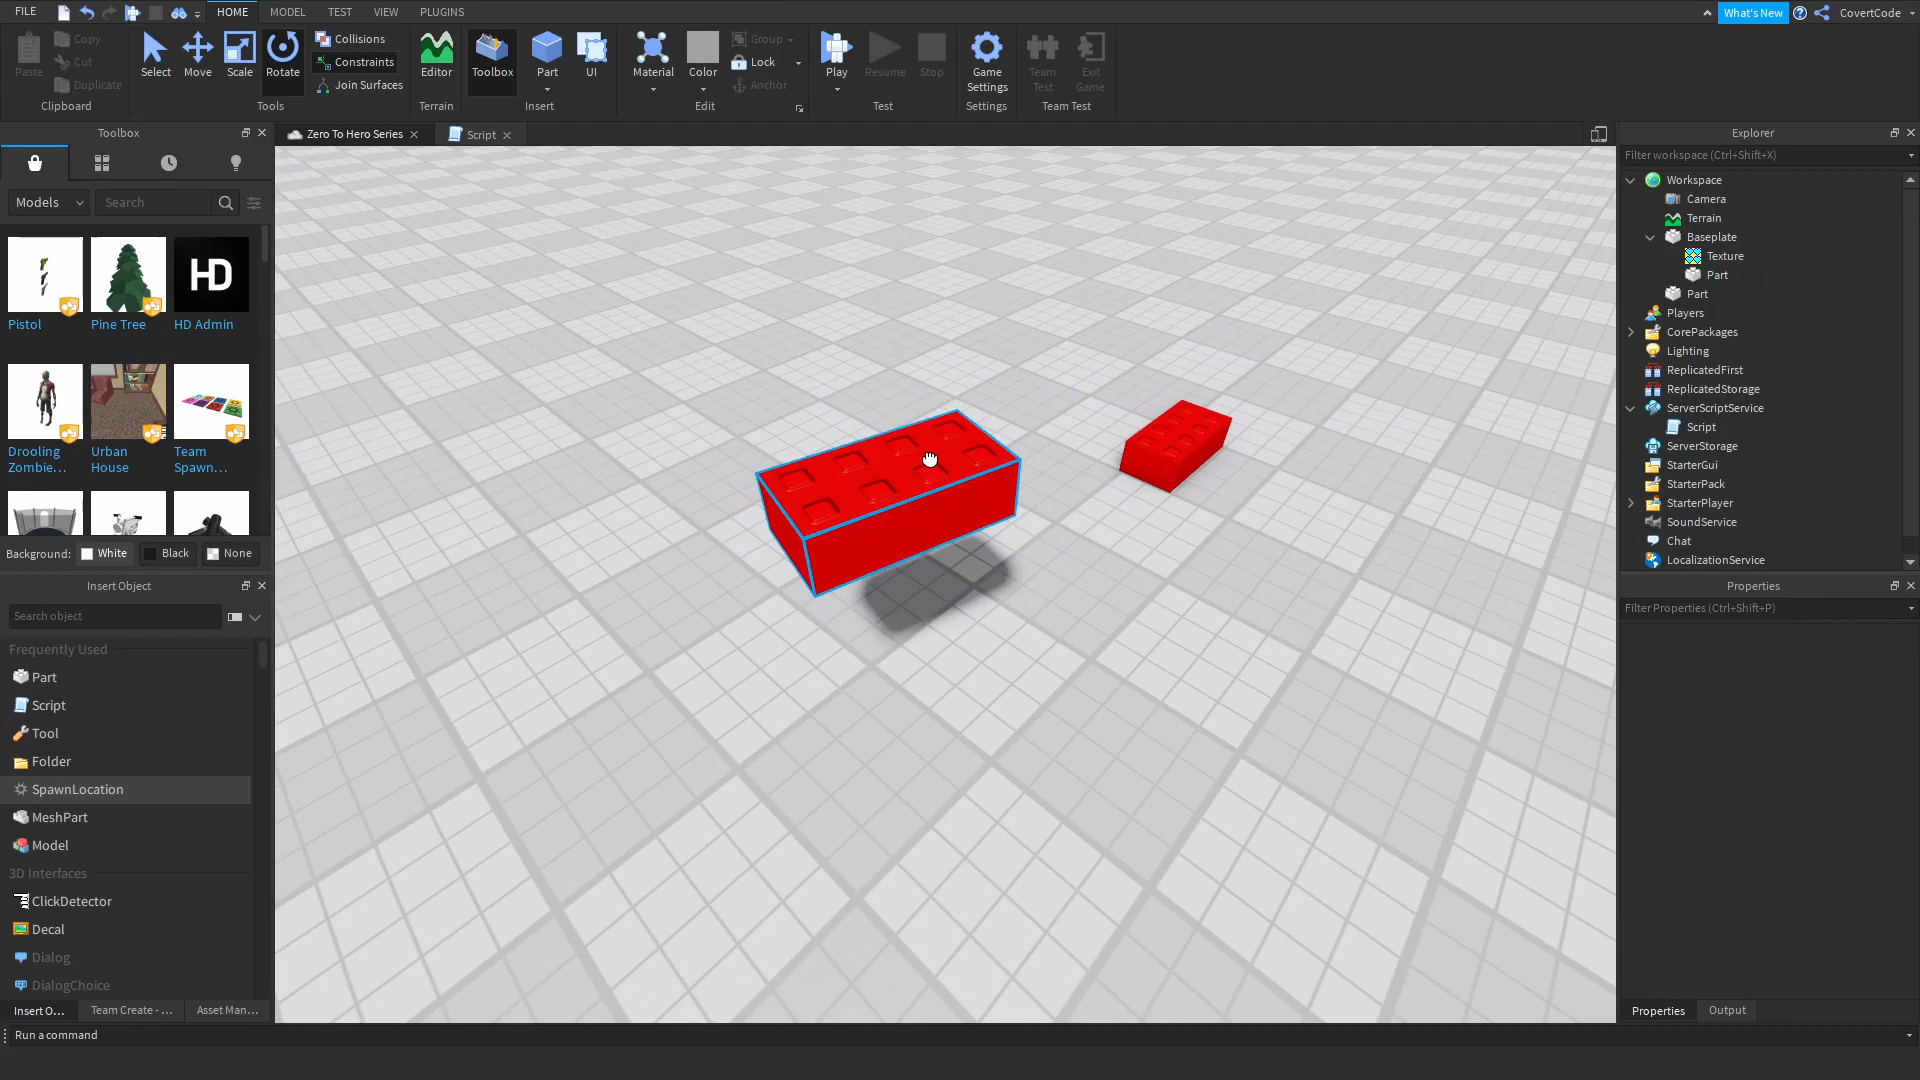 FILE
HOME
MODEL
TEST
VIEW
PLUGINS
What's New
CovertCode
Paste
Copy
Cut
Duplicate
Clipboard
Select
Move
Scale
Rotate
Collisions
Constraints
Join Surfaces
Tools
Editor
Terrain
Toolbox
Part
UI
Insert
Material
Color
Group
Lock
Anchor
Edit
Play
Resume
Stop
Test
Game
Settings
Settings
Team
Test
Exit
Game
Team Test
Toolbox
Models
Search
Pistol
Pine Tree
HD
HD Admin
Drooling
Zombie...
Urban
House
Team
Spawn...
Background:
White
Black
None
Insert Object
Search object
Frequently Used
Part
Script
Tool
Folder
SpawnLocation
MeshPart
Model
3D Interfaces
ClickDetector
Decal
Dialog
DialogChoice
Insert O...
Team Create - ...
Asset Man...
Run a command
Zero To Hero Series
Script
Explorer
Filter workspace (Ctrl+Shift+X)
Workspace
Camera
Terrain
Baseplate
Texture
Part
Part
Players
CorePackages
Lighting
ReplicatedFirst
ReplicatedStorage
ServerScriptService
Script
ServerStorage
StarterGui
StarterPack
StarterPlayer
SoundService
Chat
LocalizationService
Properties
Filter Properties (Ctrl+Shift+P)
Properties
Output